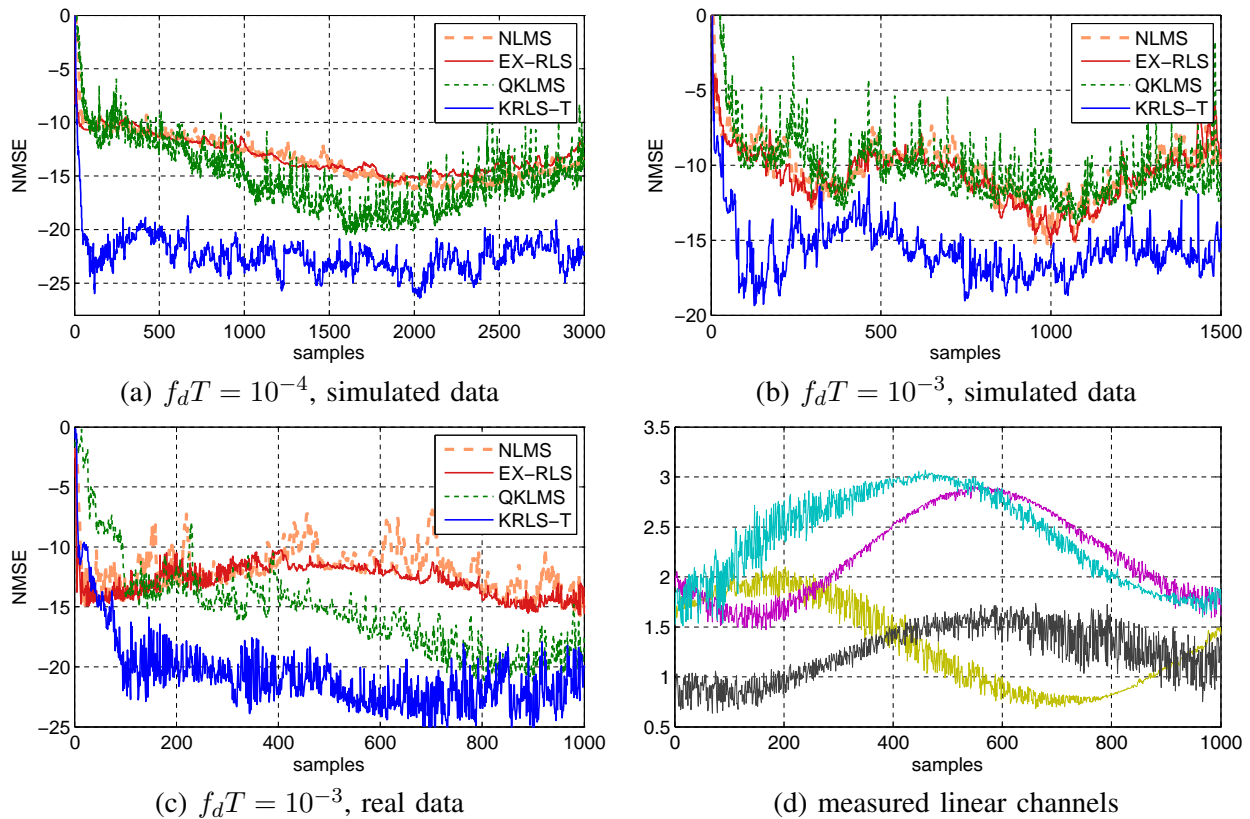 0
−5
−10
−15
−20
−25
0 500 1000 1500 2000 2500 3000
samples
NMSE
NLMS
EX−RLS
QKLMS
KRLS−T
(a) f_dT = 10^{−4}, simulated data
0
−5
−10
−15
−20
0 500 1000 1500
samples
NMSE
NLMS
EX−RLS
QKLMS
KRLS−T
(b) f_dT = 10^{−3}, simulated data
0
−5
−10
−15
−20
−25
0 200 400 600 800 1000
samples
NMSE
NLMS
EX−RLS
QKLMS
KRLS−T
(c) f_dT = 10^{−3}, real data
3.5
3
2.5
2
1.5
1
0.5
0 200 400 600 800 1000
samples
(d) measured linear channels